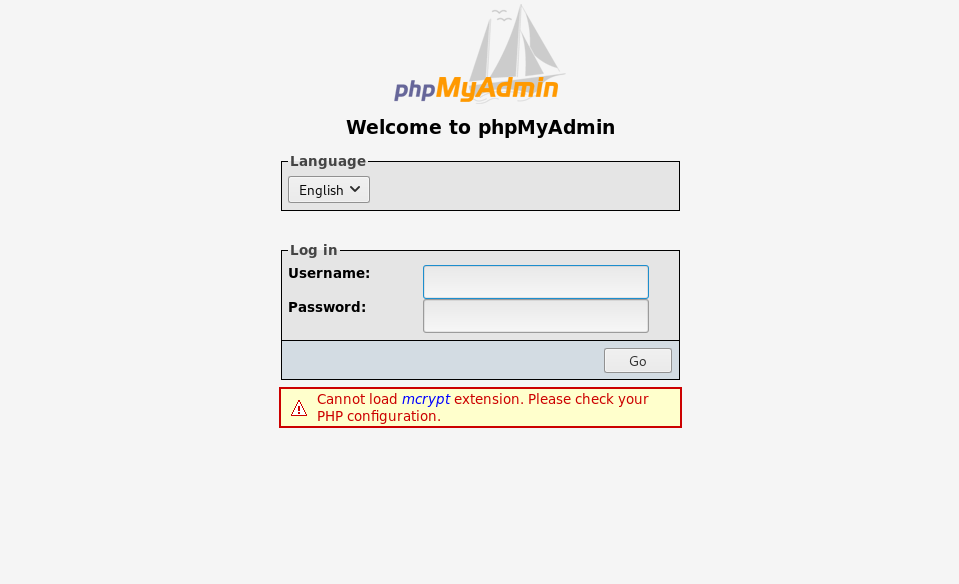 phpMyAdmin
Welcome to phpMyAdmin
Language
English
Log in
Username:
Password:
Go
Cannot load mcrypt extension. Please check your
PHP configuration.